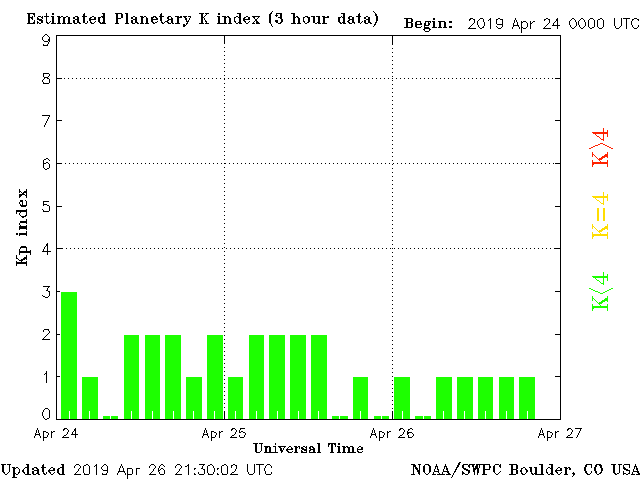 Estimated Planetary K index (3 hour data)
Begin: 2019 Apr 24 0000 UTC
9
8
7
6
5
4
3
2
1
0
Kp index
K>4
K=4
K<4
Apr 24
Apr 25
Apr 26
Apr 27
Universal Time
Updated 2019 Apr 26 21:30:02 UTC
NOAA/SWPC Boulder, CO USA